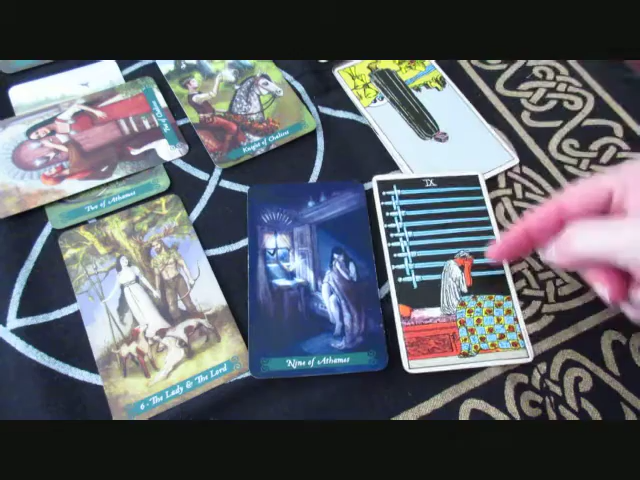 Knight of Chalices
Two of Athames
IX
6 - The Lady & The Lord
Nine of Athames